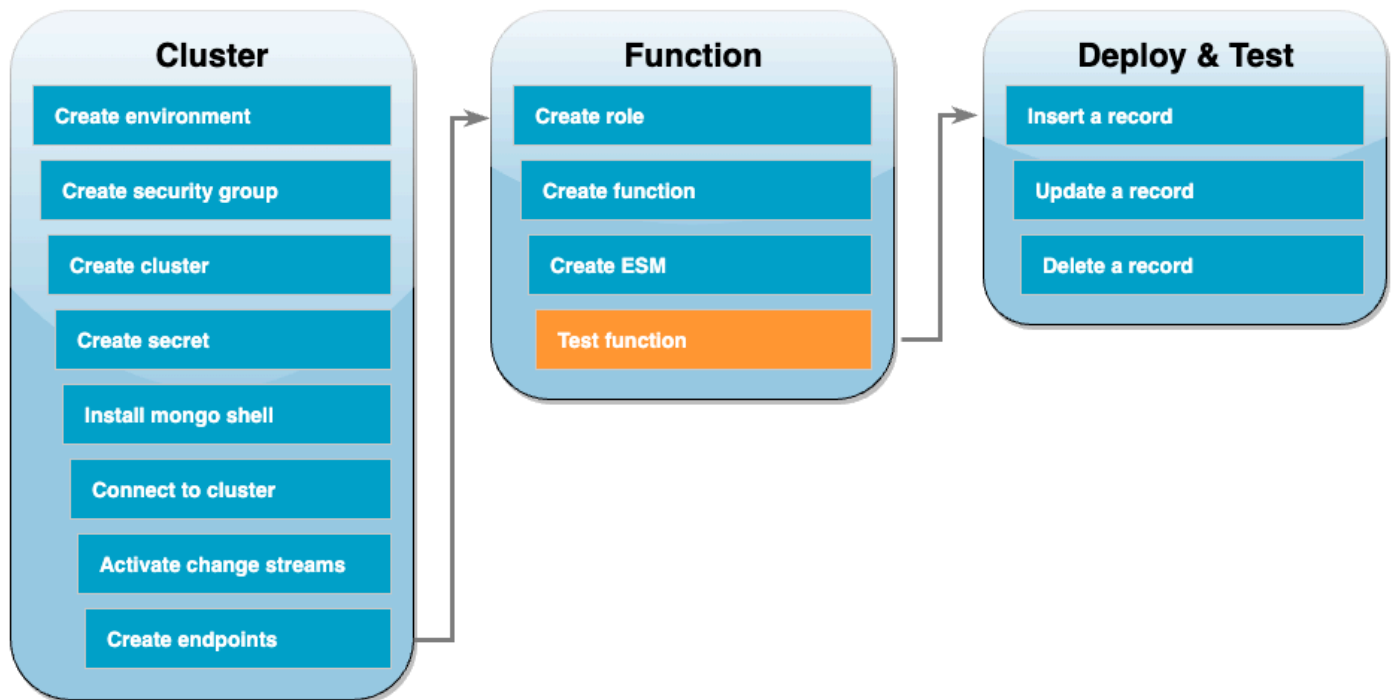 Cluster
Create environment
Create security group
Create cluster
Create secret
Install mongo shell
Connect to cluster
Activate change streams
Create endpoints
Function
Create role
Create function
Create ESM
Test function
Deploy & Test
Insert a record
Update a record
Delete a record